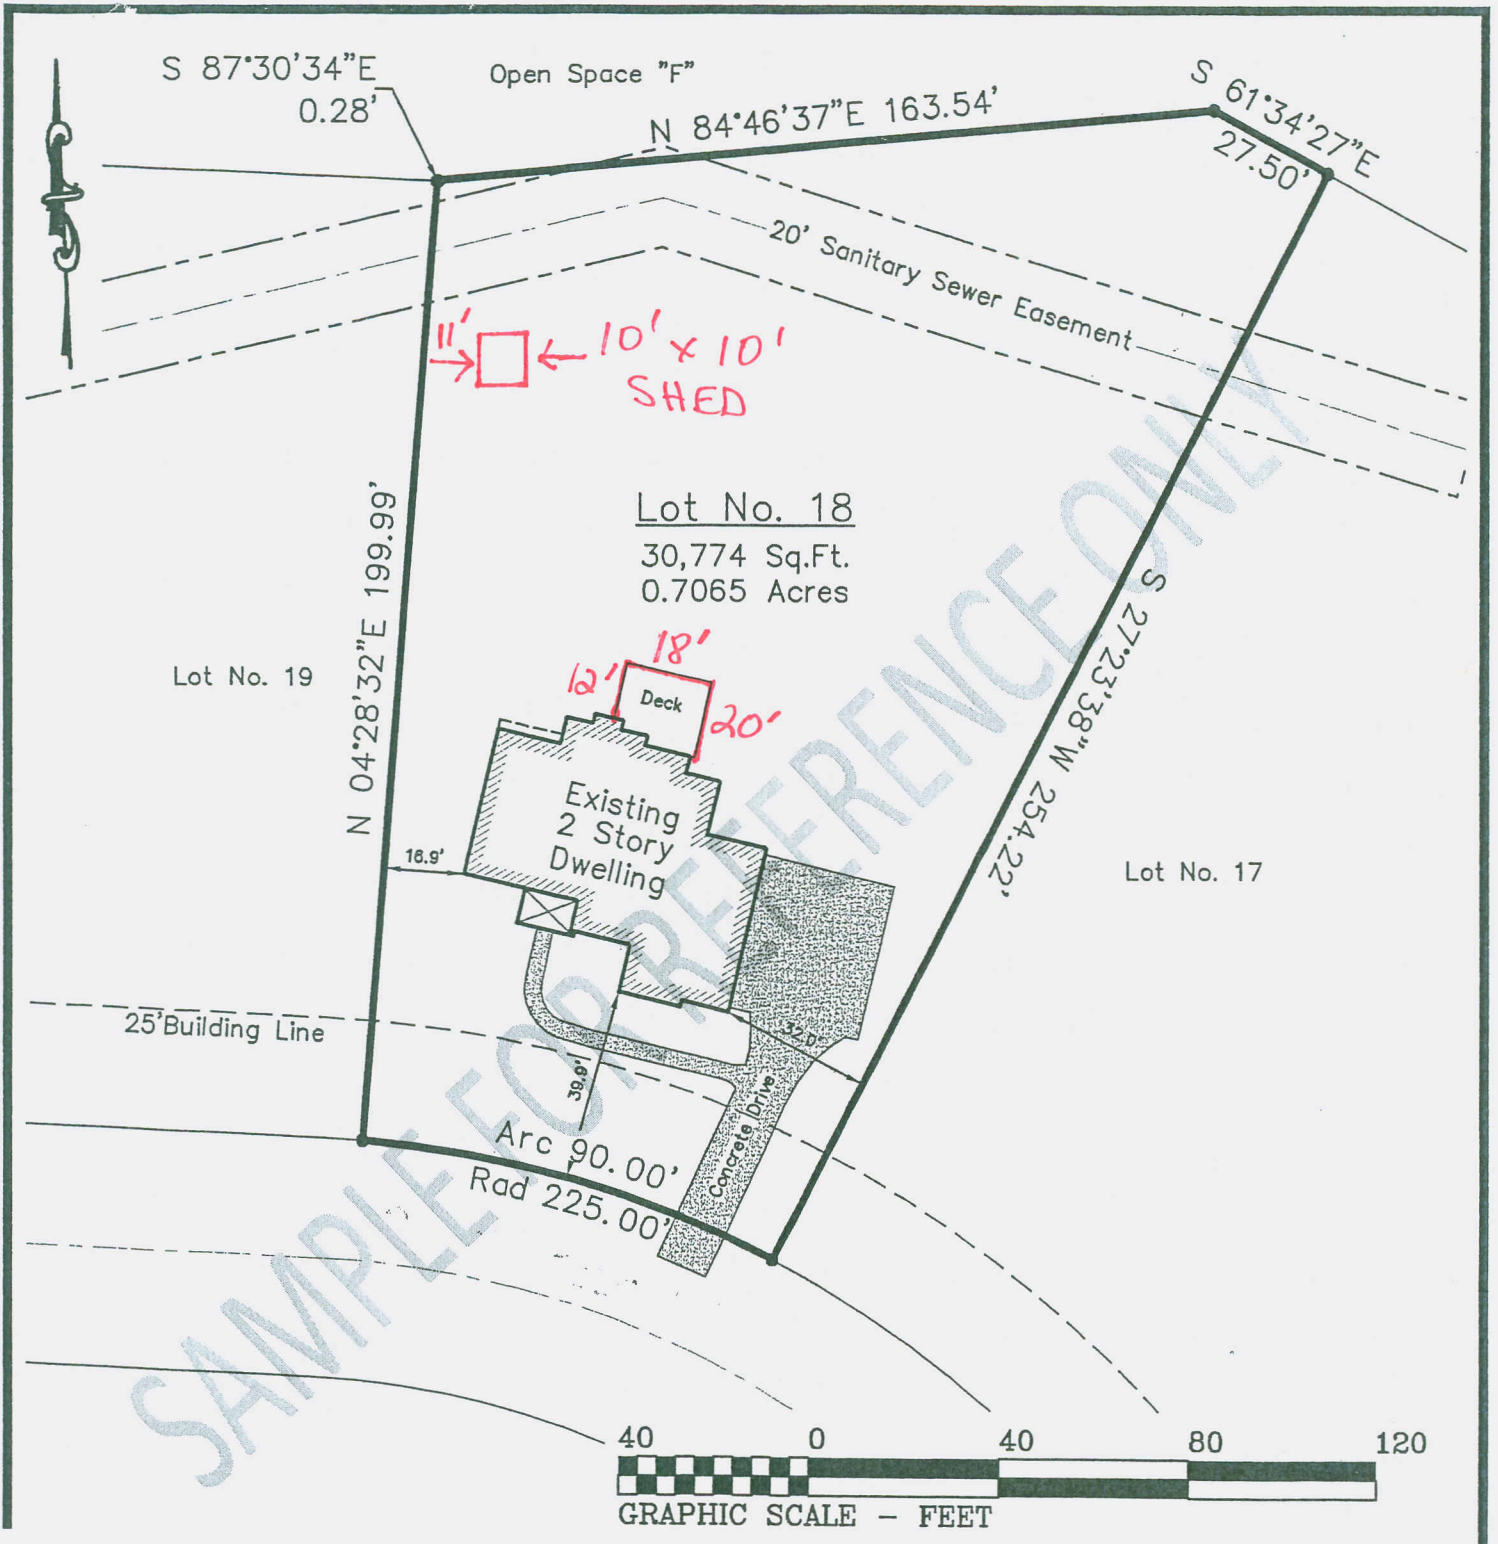 S 87°30'34"E
0.28'
Open Space "F"
N 84°46'37"E 163.54'
S 61°34'27"E
27.50'
20' Sanitary Sewer Easement
11'
10' x 10'
SHED
Lot No. 18
30,774 Sq.Ft.
0.7065 Acres
N 04°28'32"E 199.99'
S 27°23'38"W 254.22'
Lot No. 19
18'
12'
Deck
20'
Existing
2 Story
Dwelling
16.9'
Lot No. 17
25'Building Line
32.0'
39.9'
Concrete Drive
Arc 90.00'
Rad 225.00'
SAMPLE FOR REFERENCE ONLY
40 0 40 80 120
GRAPHIC SCALE - FEET